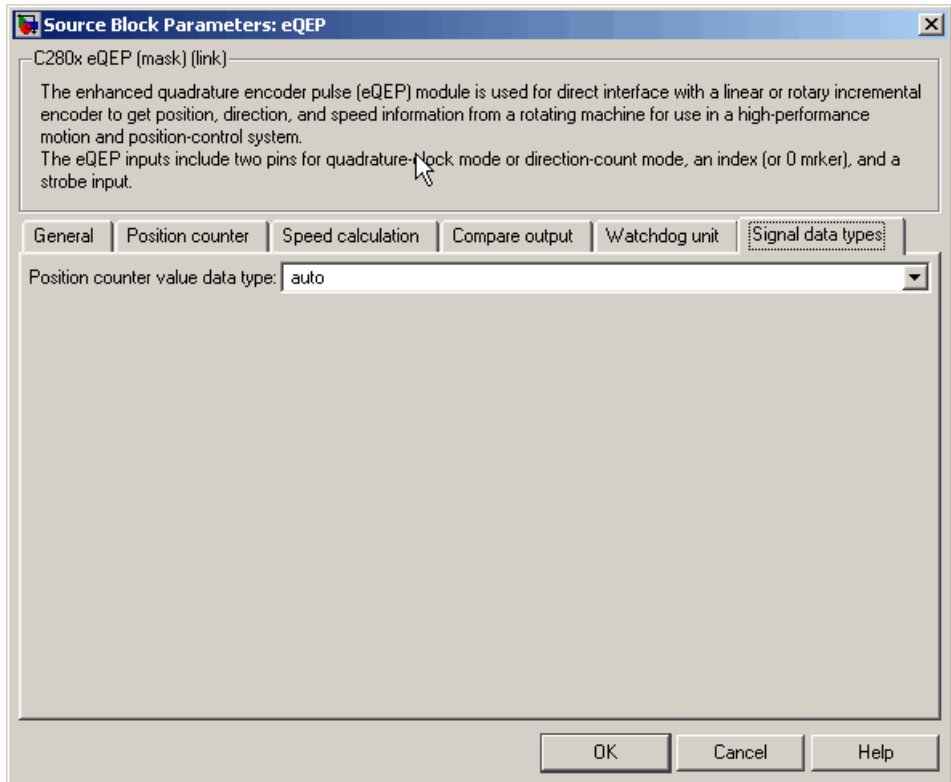 Source Block Parameters: eQEP
C280x eQEP (mask) (link)
The enhanced quadrature encoder pulse (eQEP) module is used for direct interface with a linear or rotary incremental
encoder to get position, direction, and speed information from a rotating machine for use in a high-performance
motion and position-control system.
The eQEP inputs include two pins for quadrature-clock mode or direction-count mode, an index (or 0 mrker), and a
strobe input.
General Position counter Speed calculation Compare output Watchdog unit Signal data types
Position counter value data type: auto
OK Cancel Help